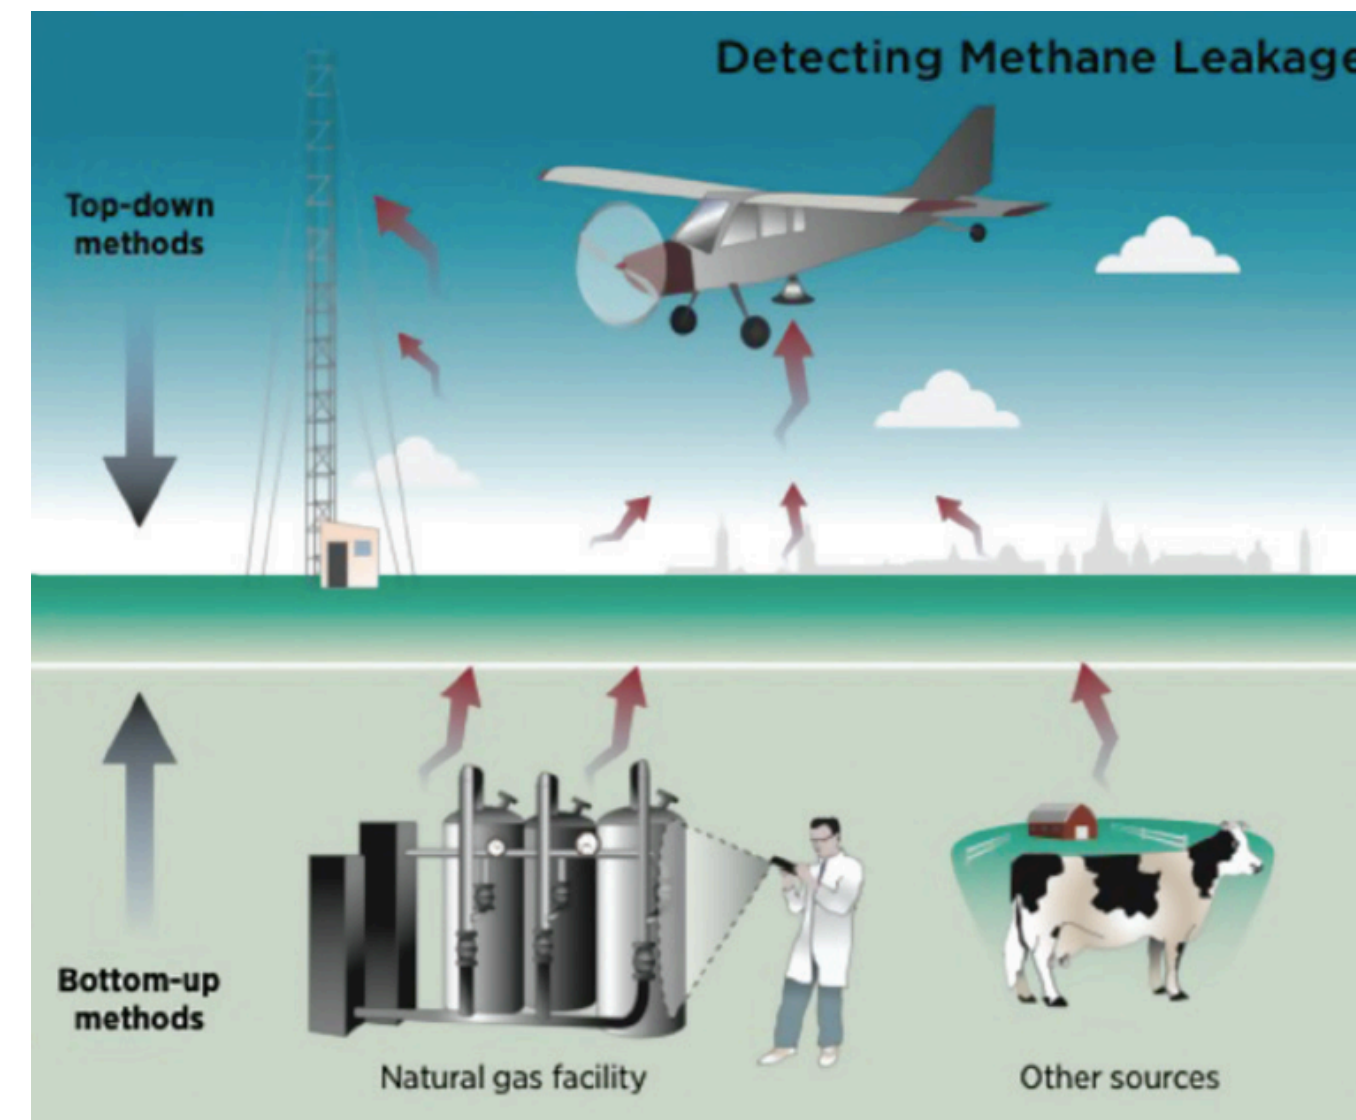 Detecting Methane Leakage
Top-down
methods
Bottom-up
methods
Natural gas facility
Other sources